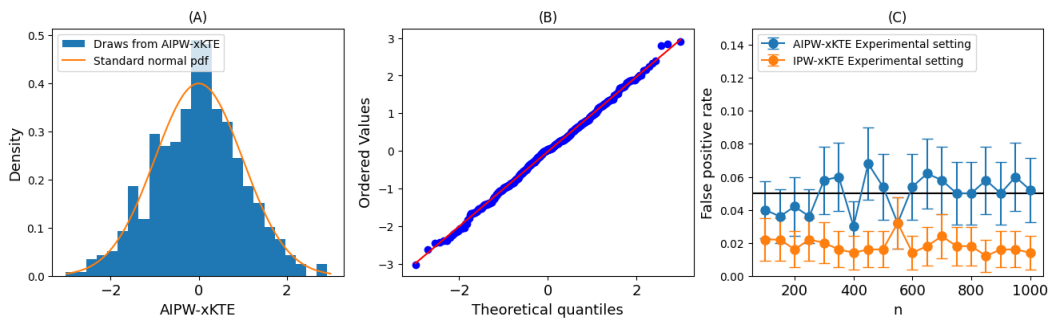 (A)
Draws from AIPW-xKTE
Standard normal pdf
Density
0.5
0.4
0.3
0.2
0.1
0.0
−2
0
2
AIPW-xKTE
(B)
Ordered Values
3
2
1
0
−1
−2
−3
−2
0
2
Theoretical quantiles
(C)
AIPW-xKTE Experimental setting
IPW-xKTE Experimental setting
False positive rate
0.14
0.12
0.10
0.08
0.06
0.04
0.02
0.00
200
400
600
800
1000
n